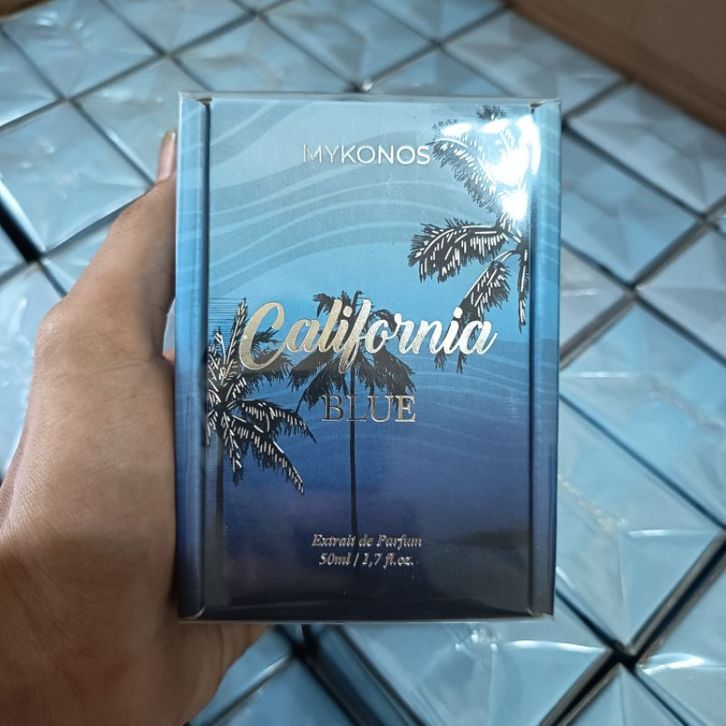 MYKONOS
California
BLUE
Extrait de Parfum
50ml / 1,7 fl.oz.